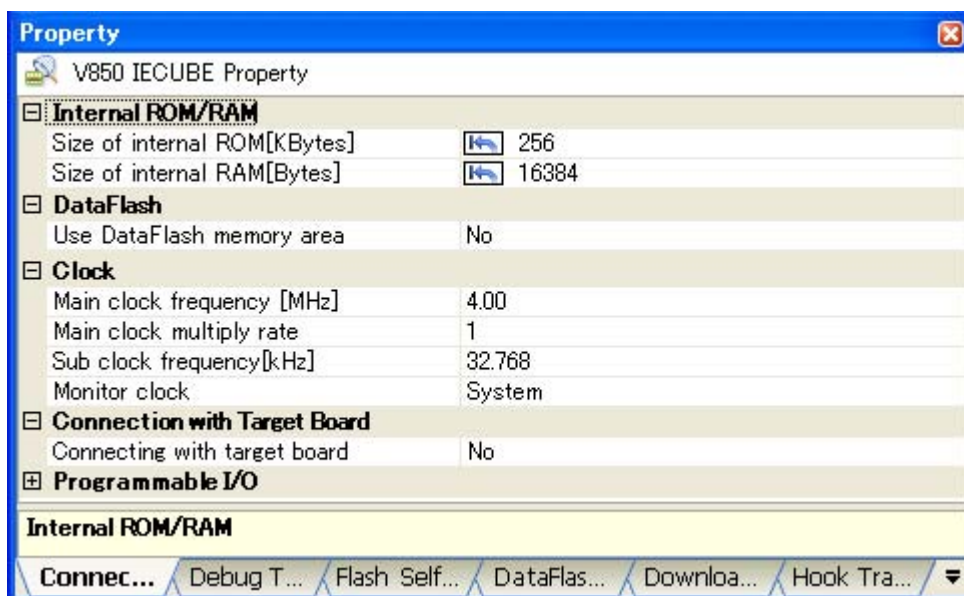 Property
V850 IECUBE Property
Internal ROM/RAM
Size of internal ROM[KBytes] 256
Size of internal RAM[Bytes] 16384
DataFlash
Use DataFlash memory area No
Clock
Main clock frequency [MHz] 4.00
Main clock multiply rate 1
Sub clock frequency[kHz] 32.768
Monitor clock System
Connection with Target Board
Connecting with target board No
Programmable I/O
Internal ROM/RAM
Connec... Debug T... Flash Self... DataFlas... Downloa... Hook Tra...